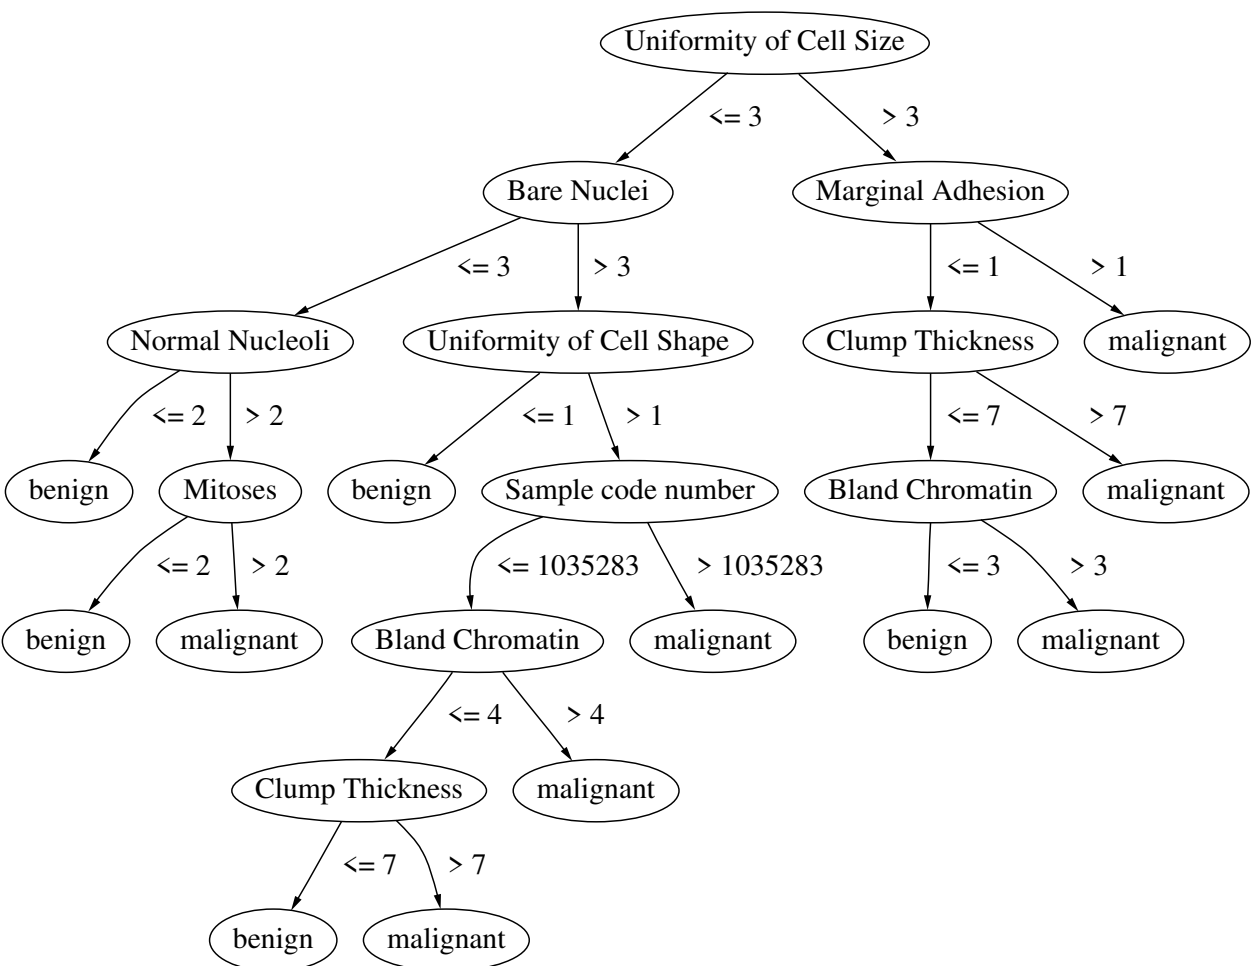 Uniformity of Cell Size
<= 3
> 3
Bare Nuclei
Marginal Adhesion
<= 3
> 3
<= 1
> 1
Normal Nucleoli
Uniformity of Cell Shape
Clump Thickness
malignant
<= 2
> 2
<= 1
> 1
<= 7
> 7
benign
Mitoses
benign
Sample code number
Bland Chromatin
malignant
<= 2
> 2
<= 1035283
> 1035283
<= 3
> 3
benign
malignant
Bland Chromatin
malignant
benign
malignant
<= 4
> 4
Clump Thickness
malignant
<= 7
> 7
benign
malignant